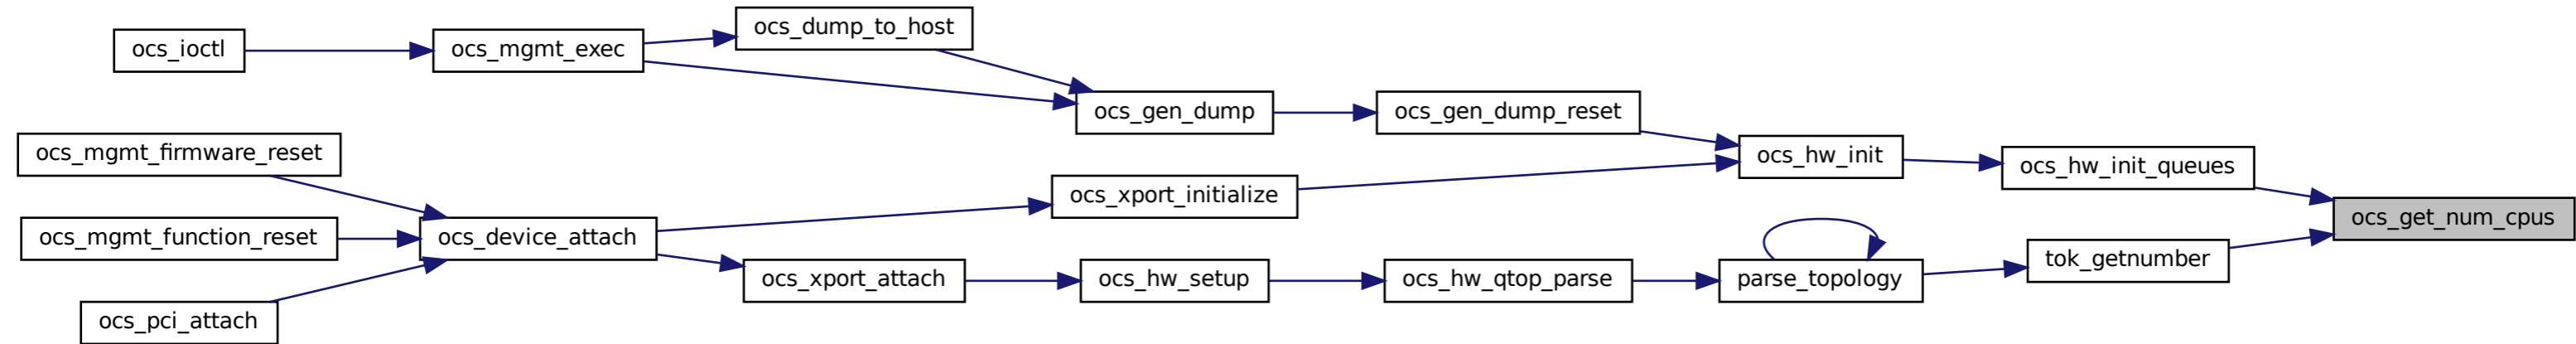 ocs_dump_to_host
ocs_ioctl
ocs_mgmt_exec
ocs_gen_dump
ocs_gen_dump_reset
ocs_mgmt_firmware_reset
ocs_hw_init
ocs_hw_init_queues
ocs_xport_initialize
ocs_get_num_cpus
ocs_mgmt_function_reset
ocs_device_attach
tok_getnumber
ocs_xport_attach
ocs_hw_setup
ocs_hw_qtop_parse
parse_topology
ocs_pci_attach